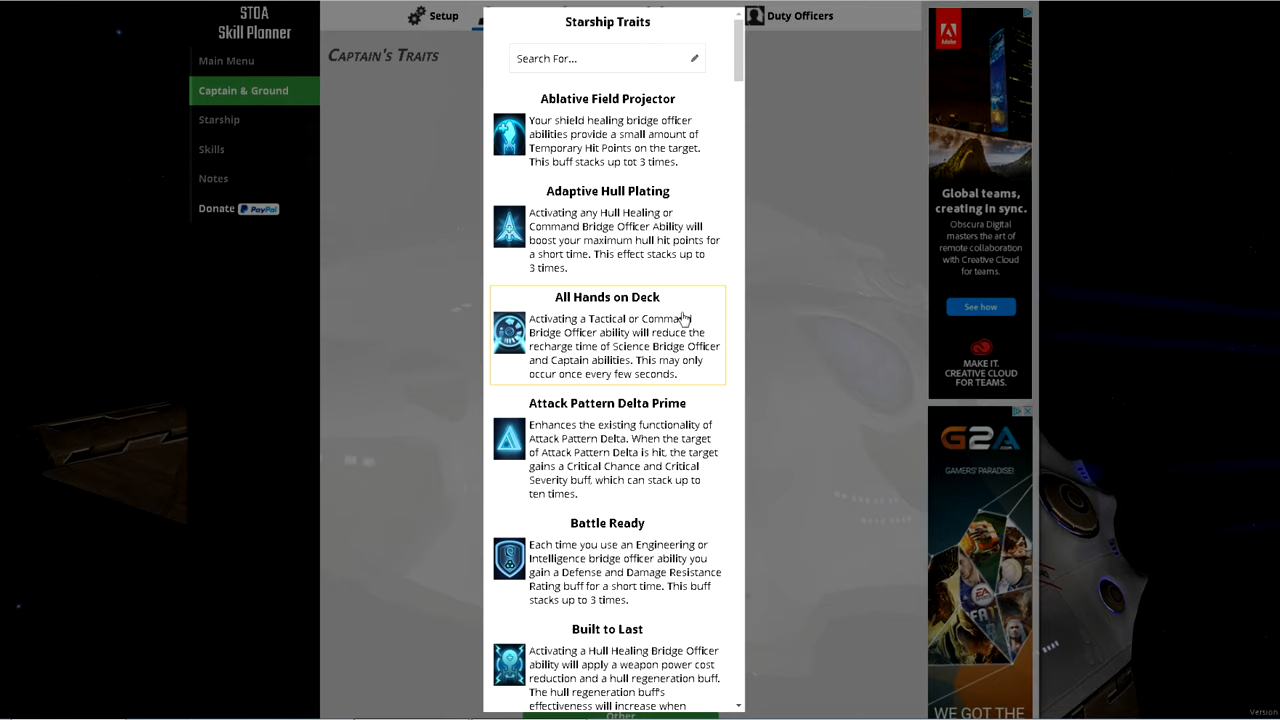 STOA
Skill Planner
Main Menu
Captain & Ground
Starship
Skills
Notes
Donate PayPal
Setup
Duty Officers
CAPTAIN'S TRAITS
Starship Traits
Search For...
Ablative Field Projector
Your shield healing bridge officer
abilities provide a small amount of
Temporary Hit Points on the target.
This buff stacks up tot 3 times.
Adaptive Hull Plating
Activating any Hull Healing or
Command Bridge Officer Ability will
boost your maximum hull hit points for
a short time. This effect stacks up to
3 times.
All Hands on Deck
Activating a Tactical or Command
Bridge Officer ability will reduce the
recharge time of Science Bridge Officer
and Captain abilities. This may only
occur once every few seconds.
Attack Pattern Delta Prime
Enhances the existing functionality of
Attack Pattern Delta. When the target
of Attack Pattern Delta is hit, the target
gains a Critical Chance and Critical
Severity buff, which can stack up to
ten times.
Battle Ready
Each time you use an Engineering or
Intelligence bridge officer ability you
gain a Defense and Damage Resistance
Rating buff for a short time. This buff
stacks up to 3 times.
Built to Last
Activating a Hull Healing Bridge Officer
ability will apply a weapon power cost
reduction and a hull regeneration buff.
The hull regeneration buff's
effectiveness will increase when
Other
Adobe
Global teams,
creating in sync.
Obscura Digital
masters the art of
remote collaboration
with Creative Cloud
for teams.
See how
MAKE IT.
CREATIVE CLOUD
FOR TEAMS.
G2A
GAMERS' PARADISE!
EA
FIFA
WE GOT THE
Version